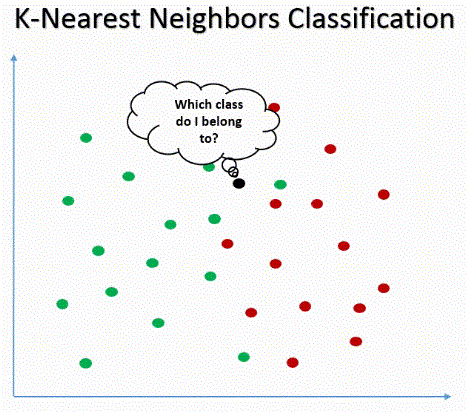 K-Nearest Neighbors Classification
Which class
do I belong
to?